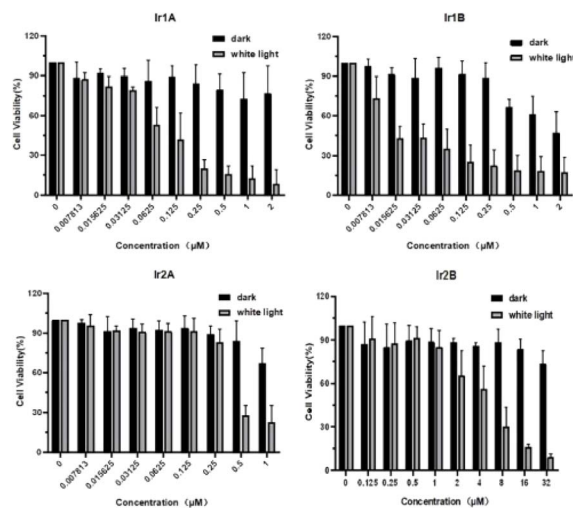 Ir1A
Cell Viability(%)
120
90
60
30
0
dark
white light
0
0.007813
0.015625
0.03125
0.0625
0.125
0.25
0.5
1
2
Concentration (μM)
Ir1B
Cell Viability(%)
120
90
60
30
0
dark
white light
0
0.007813
0.015625
0.03125
0.0625
0.125
0.25
0.5
1
2
Concentration (μM)
Ir2A
Cell Viability(%)
120
90
60
30
0
dark
white light
0
0.007813
0.015625
0.03125
0.0625
0.125
0.25
0.5
1
Concentration (μM)
Ir2B
Cell Viability(%)
120
90
60
30
0
dark
white light
0
0.125
0.25
0.5
1
2
4
8
16
32
Concentration (μM)